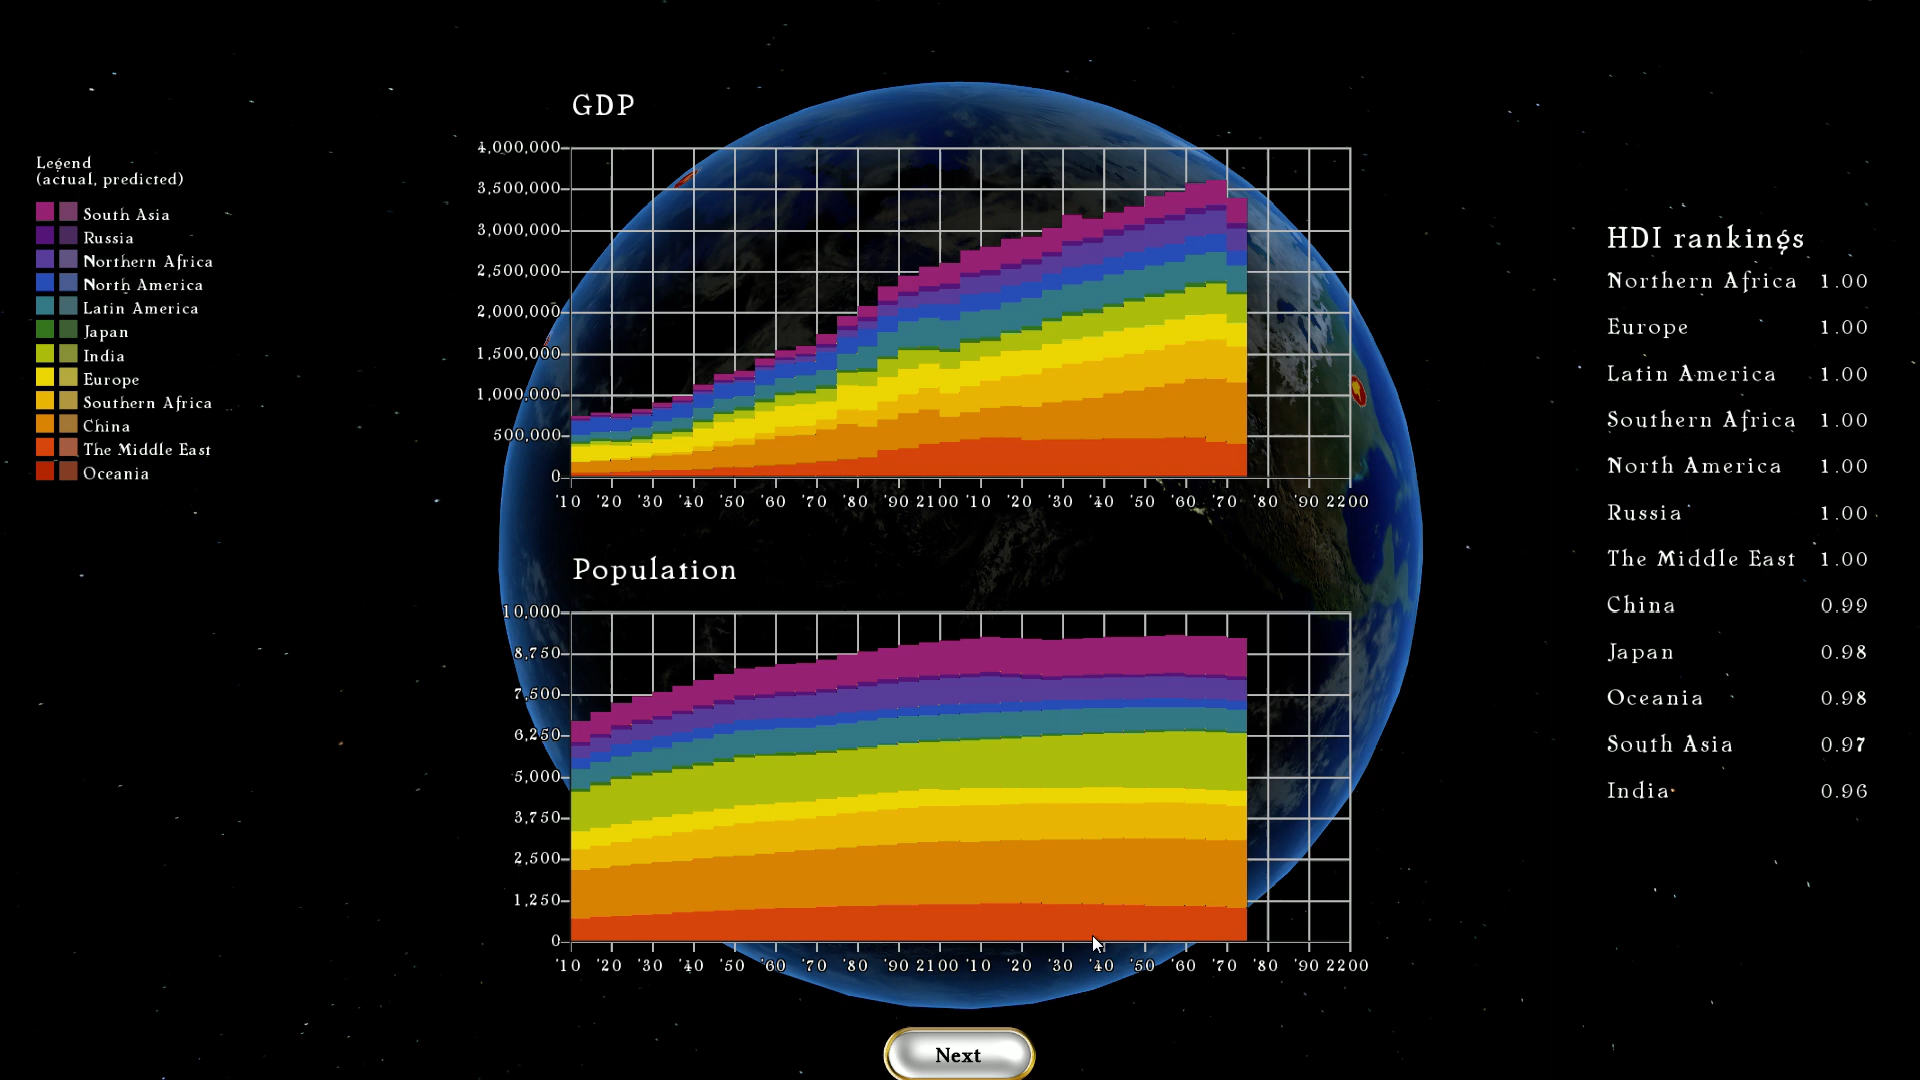 GDP
4,000,000
3,500,000
3,000,000
2,500,000
2,000,000
1,500,000
1,000,000
500,000
0
'10 '20 '30 '40 '50 '60 '70 '80 '90 2100 '10 '20 '30 '40 '50 '60 '70 '80 '90 2200
Legend
(actual, predicted)
South Asia
Russia
Northern Africa
North America
Latin America
Japan
India
Europe
Southern Africa
China
The Middle East
Oceania
Population
10,000
8,750
7,500
6,250
5,000
3,750
2,500
1,250
0
'10 '20 '30 '40 '50 '60 '70 '80 '90 2100 '10 '20 '30 '40 '50 '60 '70 '80 '90 2200
HDI rankings
Northern Africa 1.00
Europe 1.00
Latin America 1.00
Southern Africa 1.00
North America 1.00
Russia 1.00
The Middle East 1.00
China 0.99
Japan 0.98
Oceania 0.98
South Asia 0.97
India 0.96
Next